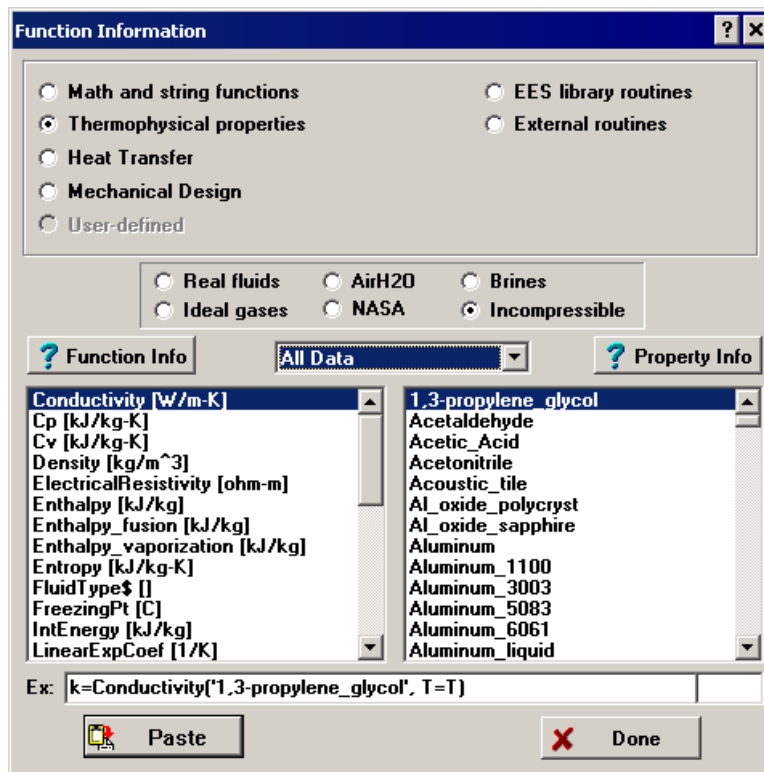 Function Information
Math and string functions
EES library routines
Thermophysical properties
External routines
Heat Transfer
Mechanical Design
User-defined
Real fluids
AirH2O
Brines
Ideal gases
NASA
Incompressible
? Function Info
All Data
? Property Info
Conductivity [W/m-K]
Cp [kJ/kg-K]
Cv [kJ/kg-K]
Density [kg/m^3]
ElectricalResistivity [ohm-m]
Enthalpy [kJ/kg]
Enthalpy_fusion [kJ/kg]
Enthalpy_vaporization [kJ/kg]
Entropy [kJ/kg-K]
FluidType$ []
FreezingPt [C]
IntEnergy [kJ/kg]
LinearExpCoef [1/K]
1,3-propylene_glycol
Acetaldehyde
Acetic_Acid
Acetonitrile
Acoustic_tile
Al_oxide_polycryst
Al_oxide_sapphire
Aluminum
Aluminum_1100
Aluminum_3003
Aluminum_5083
Aluminum_6061
Aluminum_liquid
Ex: k=Conductivity('1,3-propylene_glycol', T=T)
Paste
Done